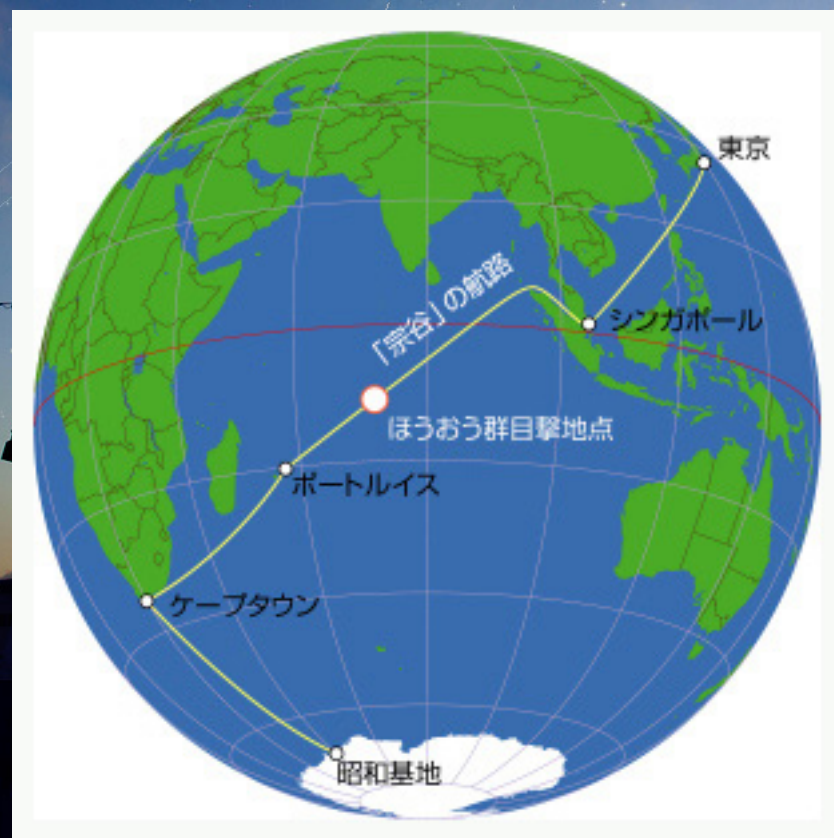 東京
「宗谷」の航路
シンガポール
ほうおう群目撃地点
ポートルイス
ケープタウン
昭和基地